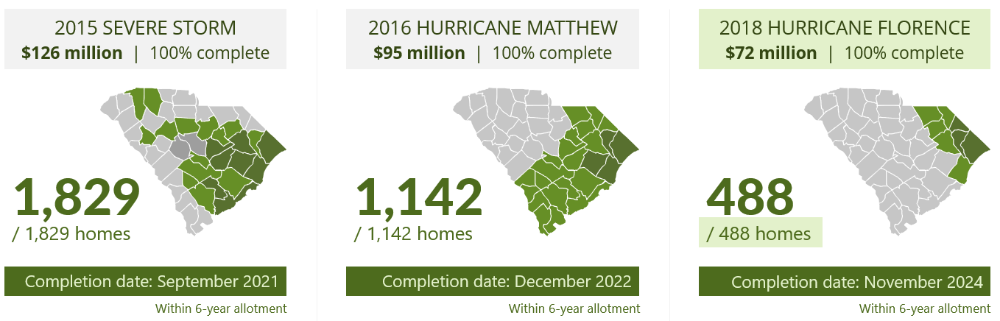 2015 SEVERE STORM
$126 million | 100% complete
1,829
/ 1,829 homes
Completion date: September 2021
Within 6-year allotment
2016 HURRICANE MATTHEW
$95 million | 100% complete
1,142
/ 1,142 homes
Completion date: December 2022
Within 6-year allotment
2018 HURRICANE FLORENCE
$72 million | 100% complete
488
/ 488 homes
Completion date: November 2024
Within 6-year allotment